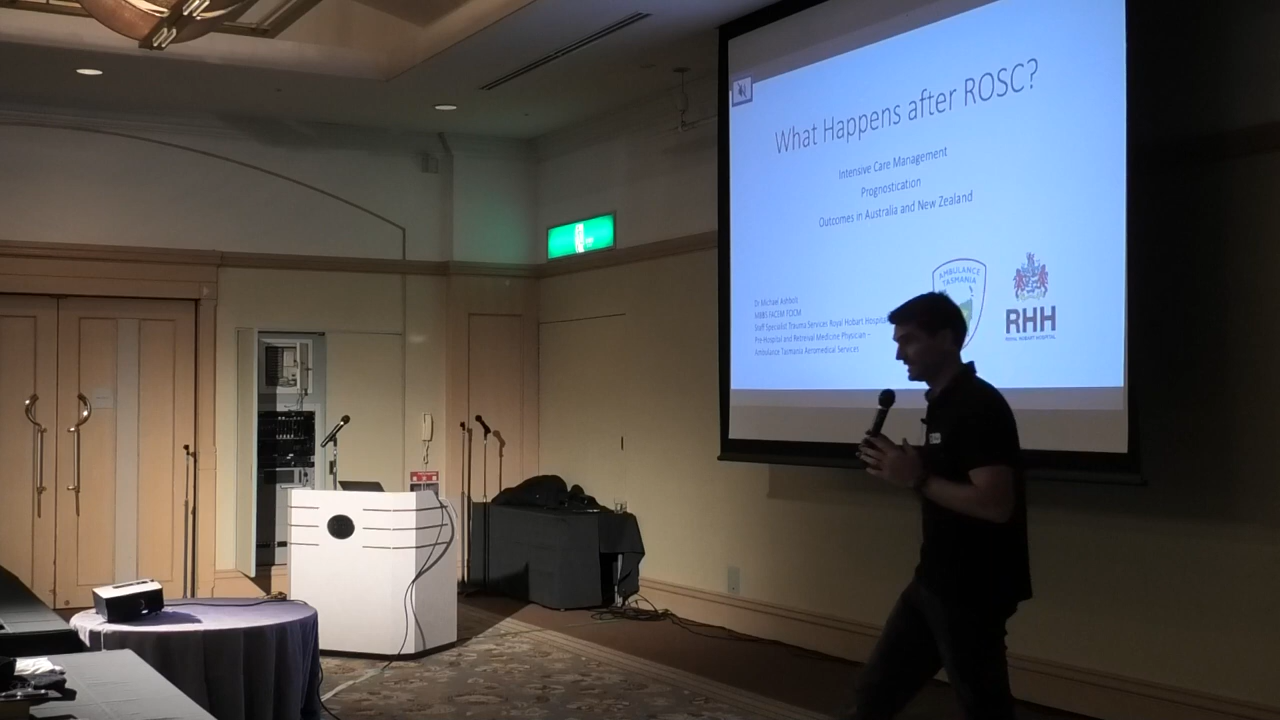 What Happens after ROSC?
Intensive Care Management
Prognostication
Outcomes in Australia and New Zealand
AMBULANCE
TASMANIA
RHH
ROYAL HOBART HOSPITAL
Dr Michael Ashbolt
MBBS FACEM FOCM
Staff Specialist Trauma Services Royal Hobart Hospital
Pre-Hospital and Retreival Medicine Physician –
Ambulance Tasmania Aeromedical Services